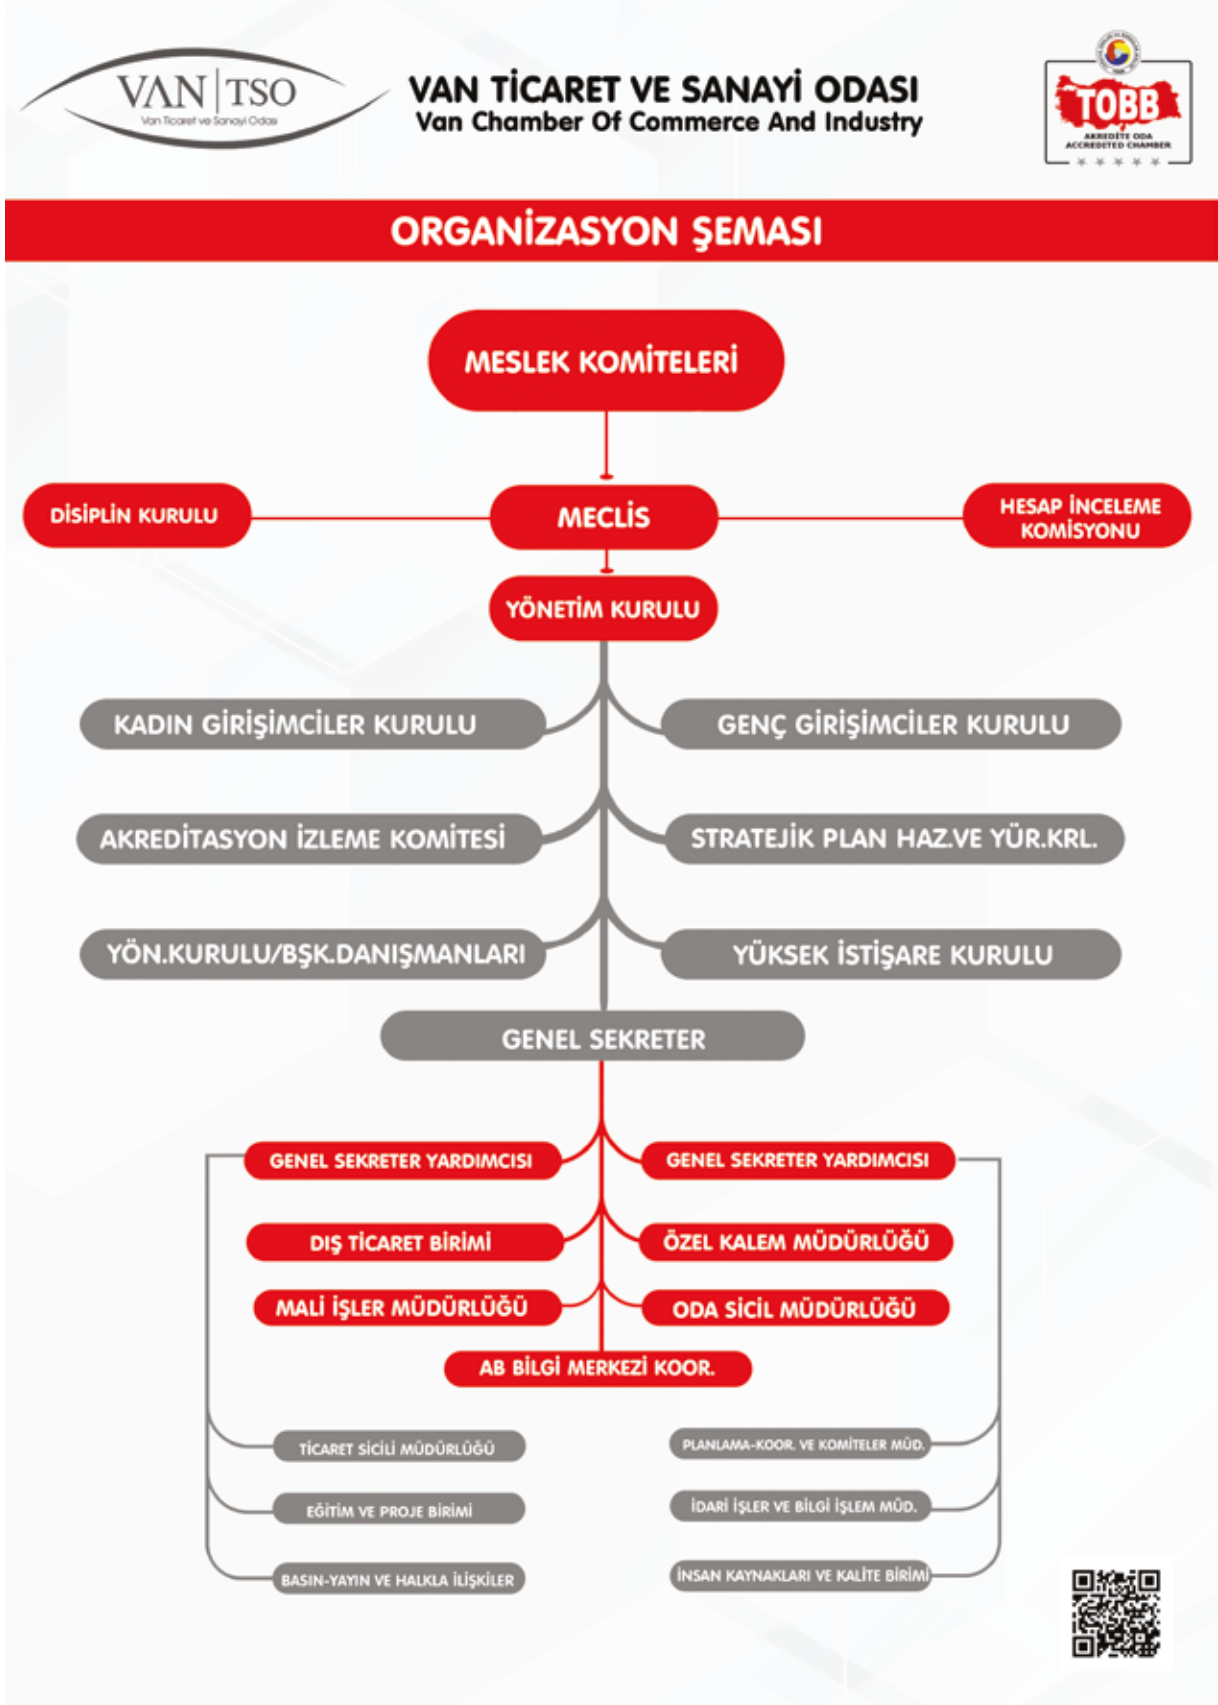 VAN|TSO
Van Ticaret ve Sanayi Odası
VAN TİCARET VE SANAYİ ODASI
Van Chamber Of Commerce And Industry
TOBB
AKREDİTE ODA
ACCREDITED CHAMBER
ORGANİZASYON ŞEMASI
MESLEK KOMİTELERİ
DİSİPLİN KURULU
MECLİS
HESAP İNCELEME
KOMİSYONU
YÖNETİM KURULU
KADIN GİRİŞİMCİLER KURULU
GENÇ GİRİŞİMCİLER KURULU
AKREDİTASYON İZLEME KOMİTESİ
STRATEJİK PLAN HAZ.VE YÜR.KRL.
YÖN.KURULU/BŞK.DANIŞMANLARI
YÜKSEK İSTİŞARE KURULU
GENEL SEKRETER
GENEL SEKRETER YARDIMCISI
GENEL SEKRETER YARDIMCISI
DIŞ TİCARET BİRİMİ
ÖZEL KALEM MÜDÜRLÜĞÜ
MALİ İŞLER MÜDÜRLÜĞÜ
ODA SİCİL MÜDÜRLÜĞÜ
AB BİLGİ MERKEZİ KOOR.
TİCARET SİCİLİ MÜDÜRLÜĞÜ
PLANLAMA-KOOR. VE KOMİTELER MÜD.
EĞİTİM VE PROJE BİRİMİ
İDARİ İŞLER VE BİLGİ İŞLEM MÜD.
BASIN-YAYIN VE HALKLA İLİŞKİLER
İNSAN KAYNAKLARI VE KALİTE BİRİMİ